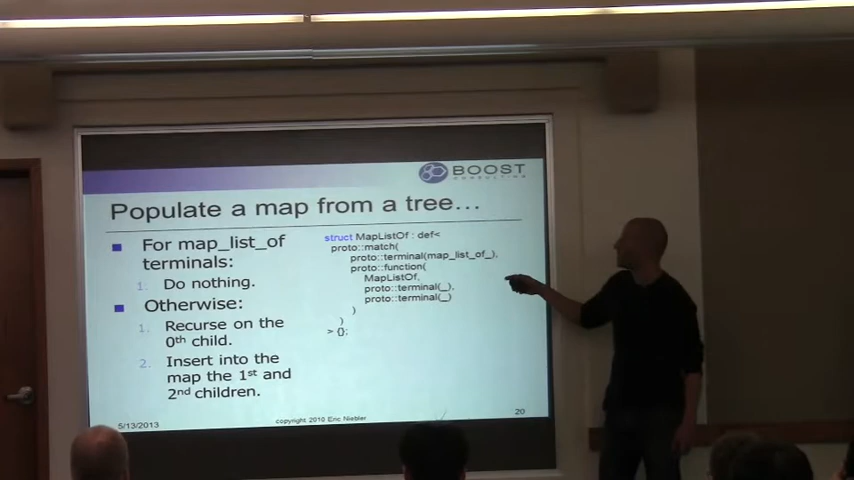 BOOST
CONSULTING
Populate a map from a tree...
For map_list_of
terminals:
1. Do nothing.
Otherwise:
1. Recurse on the
0th child.
2. Insert into the
map the 1st and
2nd children.
struct MapListOf : def<
proto::match(
proto::terminal(map_list_of_),
proto::function(
MapListOf,
proto::terminal(_),
proto::terminal(_)
)
)
> {};
5/13/2013
copyright 2010 Eric Niebler
20